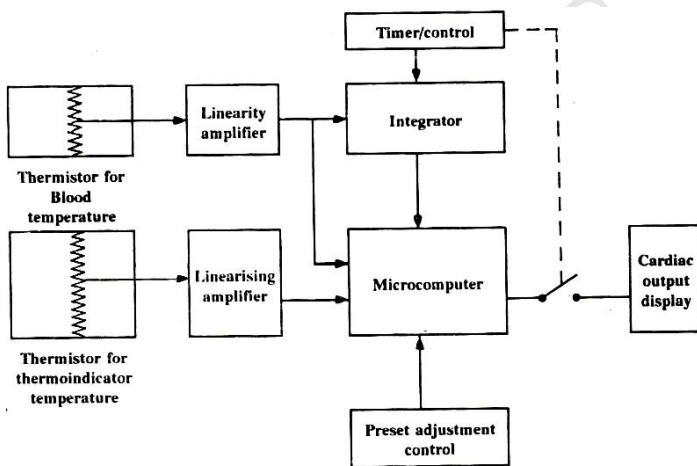 Timer/control
Linearity
amplifier
Integrator
Thermistor for
Blood
temperature
Linearising
amplifier
Microcomputer
Cardiac
output
display
Thermistor for
thermoindicator
temperature
Preset adjustment
control